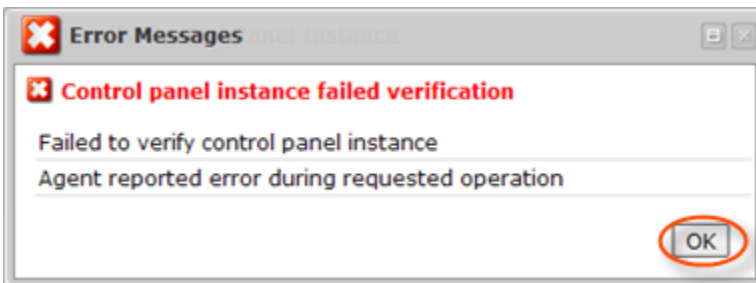 Error Messages
Control panel instance failed verification
Failed to verify control panel instance
Agent reported error during requested operation
OK